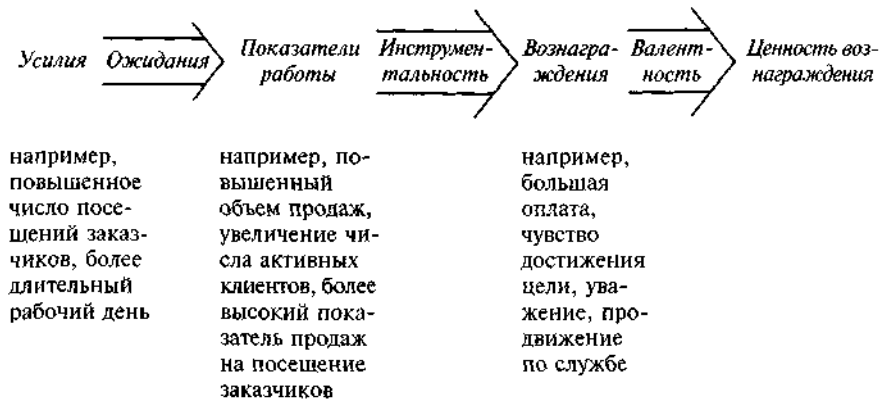 Усилия
Ожидания
Показатели
работы
Инструмен-
тальность
Вознагра-
ждения
Валент-
ность
Ценность воз-
награждения
например,
повышенное
число посе-
щений заказ-
чиков, более
длительный
рабочий день
например, по-
вышенный
объем продаж,
увеличение чи-
сла активных
клиентов, более
высокий пока-
затель продаж
на посещение
заказчиков
например,
большая
оплата,
чувство
достижения
цели, ува-
жение, про-
движение
по службе